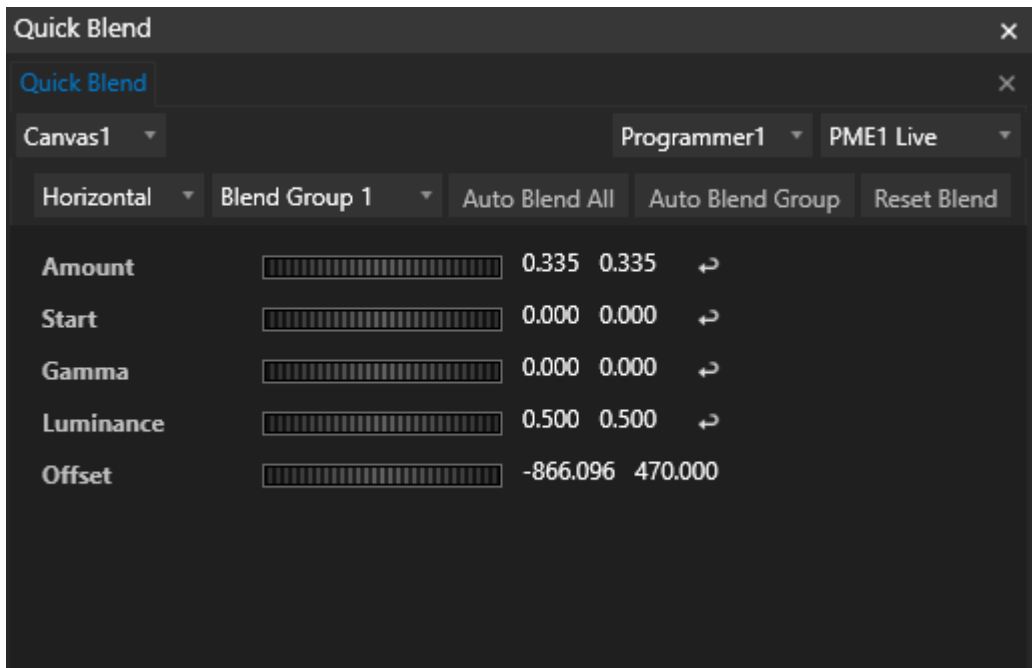 Quick Blend
Quick Blend
Canvas1 Programmer1 PME1 Live
Horizontal Blend Group 1 Auto Blend All Auto Blend Group Reset Blend
Amount 0.335 0.335
Start 0.000 0.000
Gamma 0.000 0.000
Luminance 0.500 0.500
Offset -866.096 470.000